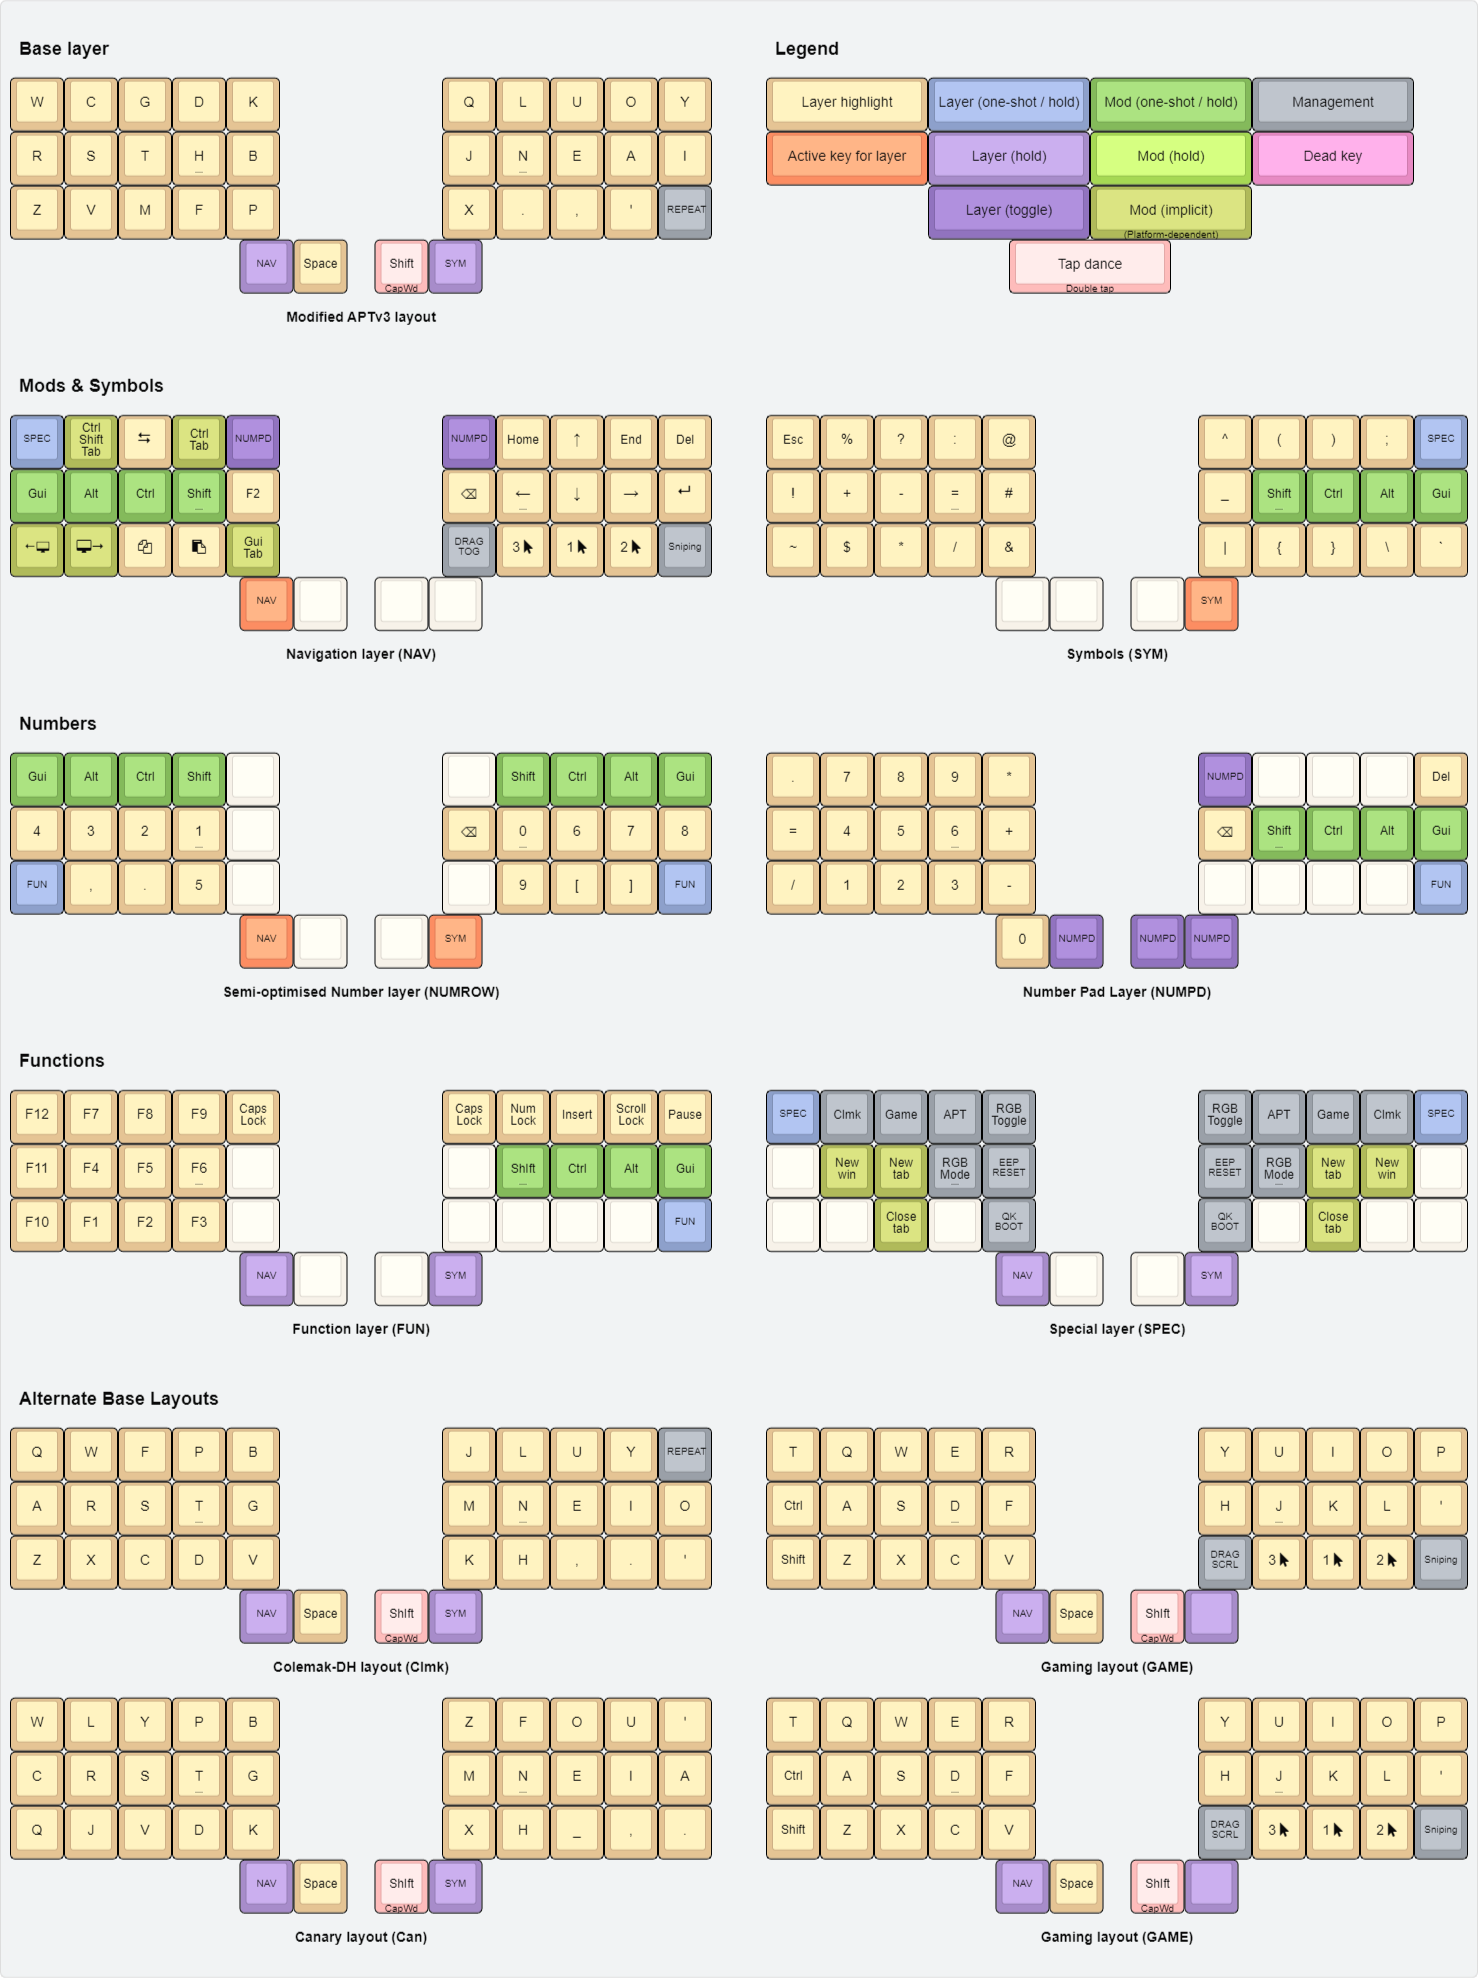 Base layer
Legend
W C G D K Q L U O Y
Layer highlight Layer (one-shot / hold) Mod (one-shot / hold) Management
R S T H B J N E A I
Active key for layer Layer (hold) Mod (hold) Dead key
Z V M F P X . , ' REPEAT
Layer (toggle) Mod (implicit)
(Platform-dependent)
NAV Space Shift SYM
CapWd
Tap dance
Double tap
Modified APTv3 layout
Mods & Symbols
SPEC Ctrl Shift Tab ⇆ Ctrl Tab NUMPD NUMPD Home ↑ End Del
Gui Alt Ctrl Shift F2 ⌫ ← ↓ → ↵
← → Gui Tab DRAG TOG 3 1 2 Sniping
NAV
Navigation layer (NAV)
Esc % ? : @ ^ ( ) ; SPEC
! + - = # _ Shift Ctrl Alt Gui
~ $ * / & | { } \ `
SYM
Symbols (SYM)
Numbers
Gui Alt Ctrl Shift Shift Ctrl Alt Gui
4 3 2 1 ⌫ 0 6 7 8
FUN , . 5 9 [ ] FUN
NAV SYM
Semi-optimised Number layer (NUMROW)
. 7 8 9 * NUMPD Del
= 4 5 6 + ⌫ Shift Ctrl Alt Gui
/ 1 2 3 - FUN
0 NUMPD NUMPD NUMPD
Number Pad Layer (NUMPD)
Functions
F12 F7 F8 F9 Caps Lock Caps Lock Num Lock Insert Scroll Lock Pause
F11 F4 F5 F6 Shift Ctrl Alt Gui
F10 F1 F2 F3 FUN
NAV SYM
Function layer (FUN)
SPEC Clmk Game APT RGB Toggle RGB Toggle APT Game Clmk SPEC
New win New tab RGB Mode EEP RESET EEP RESET RGB Mode New tab New win
Close tab QK BOOT QK BOOT Close tab
NAV SYM
Special layer (SPEC)
Alternate Base Layouts
Q W F P B J L U Y REPEAT
A R S T G M N E I O
Z X C D V K H , . '
NAV Space Shift SYM
CapWd
Colemak-DH layout (Clmk)
T Q W E R Y U I O P
Ctrl A S D F H J K L '
Shift Z X C V DRAG SCRL 3 1 2 Sniping
NAV Space Shift
CapWd
Gaming layout (GAME)
W L Y P B Z F O U '
C R S T G M N E I A
Q J V D K X H _ , .
NAV Space Shift SYM
CapWd
Canary layout (Can)
T Q W E R Y U I O P
Ctrl A S D F H J K L '
Shift Z X C V DRAG SCRL 3 1 2 Sniping
NAV Space Shift
CapWd
Gaming layout (GAME)